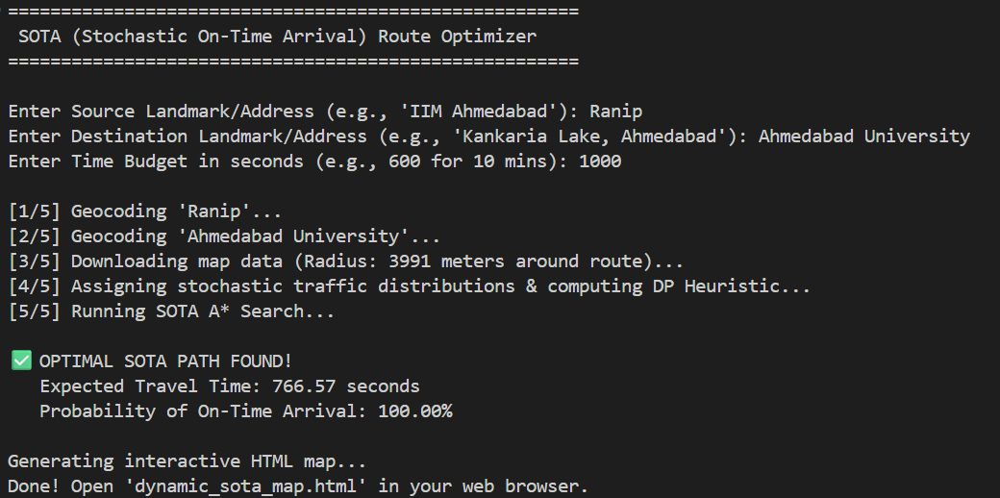 ======================================================
SOTA (Stochastic On-Time Arrival) Route Optimizer
======================================================
Enter Source Landmark/Address (e.g., 'IIM Ahmedabad'): Ranip
Enter Destination Landmark/Address (e.g., 'Kankaria Lake, Ahmedabad'): Ahmedabad University
Enter Time Budget in seconds (e.g., 600 for 10 mins): 1000
[1/5] Geocoding 'Ranip'...
[2/5] Geocoding 'Ahmedabad University'...
[3/5] Downloading map data (Radius: 3991 meters around route)...
[4/5] Assigning stochastic traffic distributions & computing DP Heuristic...
[5/5] Running SOTA A* Search...
✅ OPTIMAL SOTA PATH FOUND!
Expected Travel Time: 766.57 seconds
Probability of On-Time Arrival: 100.00%
Generating interactive HTML map...
Done! Open 'dynamic_sota_map.html' in your web browser.